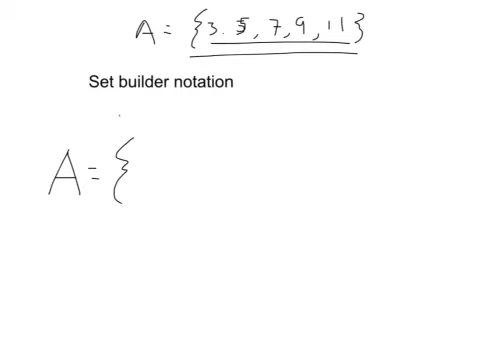 A = {3. 5, 7, 9, 11}
Set builder notation
A = {